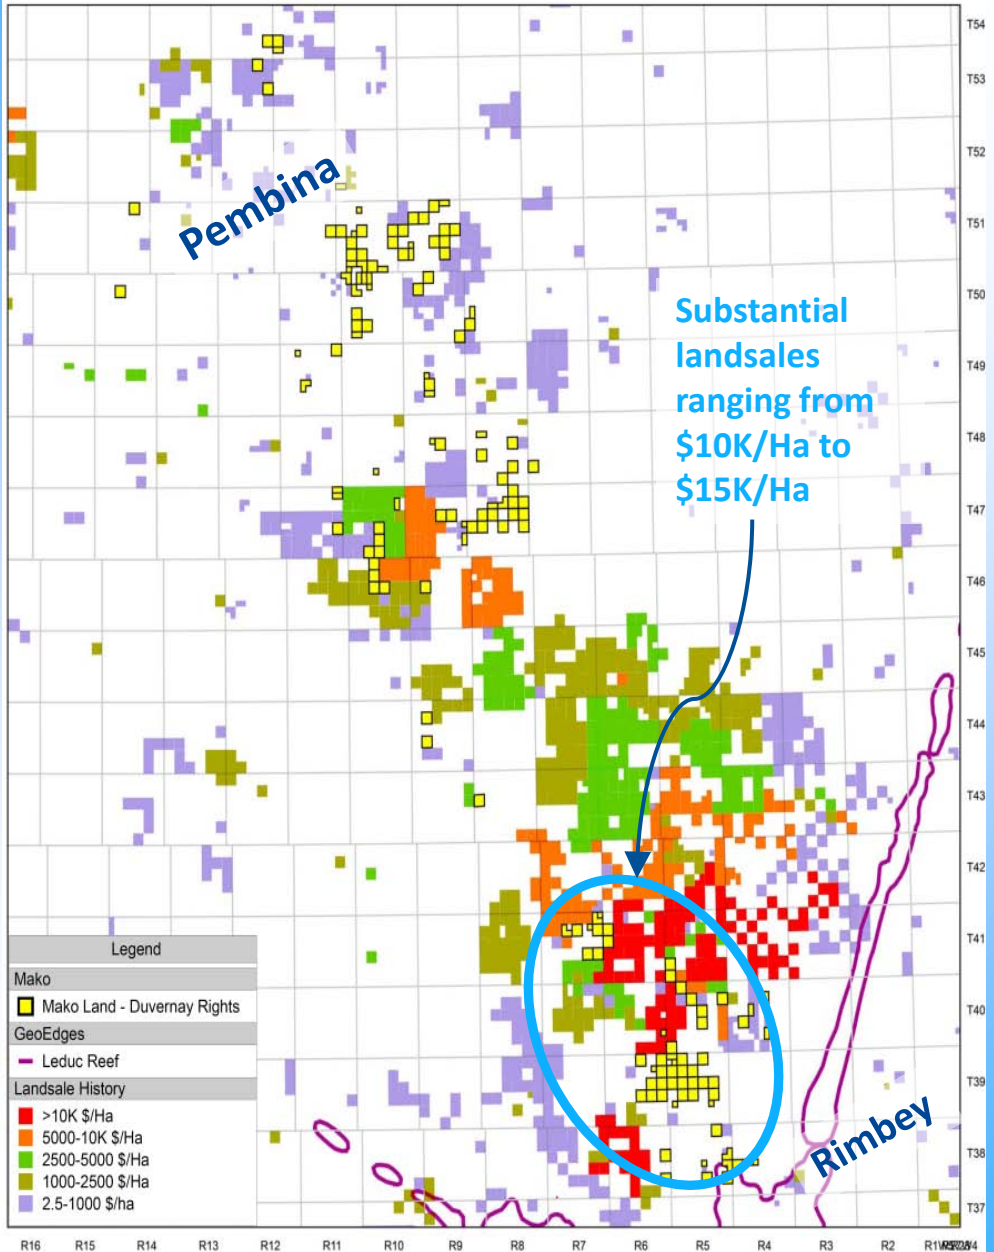 T54
T53
T52
Pembina
T51
T50
Substantial
landsales
ranging from
$10K/Ha to
$15K/Ha
T49
T48
T47
T46
T45
T44
T43
T42
T41
Legend
Mako
Mako Land - Duvernay Rights
GeoEdges
Leduc Reef
Landsale History
>10K $/Ha
5000-10K $/Ha
2500-5000 $/Ha
1000-2500 $/Ha
2.5-1000 $/ha
T40
T39
Rimbey
T38
T37
R16 R15 R14 R13 R12 R11 R10 R9 R8 R7 R6 R5 R4 R3 R2